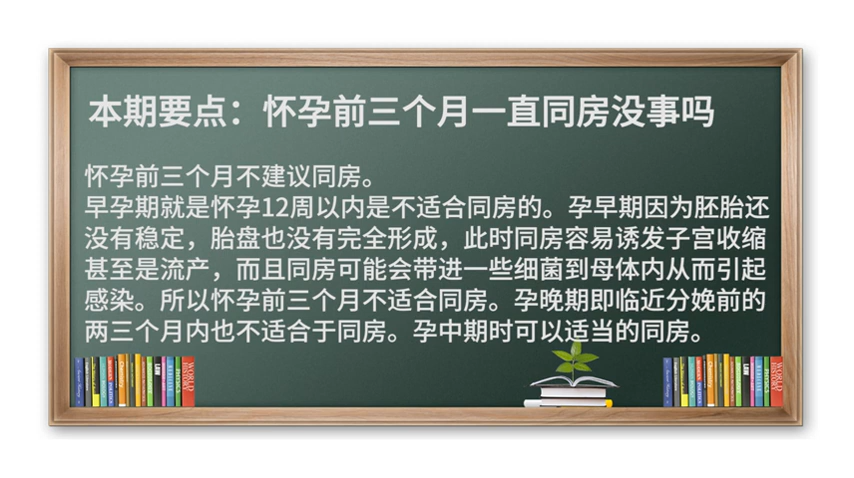 本期要点：怀孕前三个月一直同房没事吗
怀孕前三个月不建议同房。
早孕期就是怀孕12周以内是不适合同房的。孕早期因为胚胎还
没有稳定，胎盘也没有完全形成，此时同房容易诱发子宫收缩
甚至是流产，而且同房可能会带进一些细菌到母体内从而引起
感染。所以怀孕前三个月不适合同房。孕晚期即临近分娩前的
两三个月内也不适合于同房。孕中期时可以适当的同房。
WORLD HISTORY
WORLD HISTORY